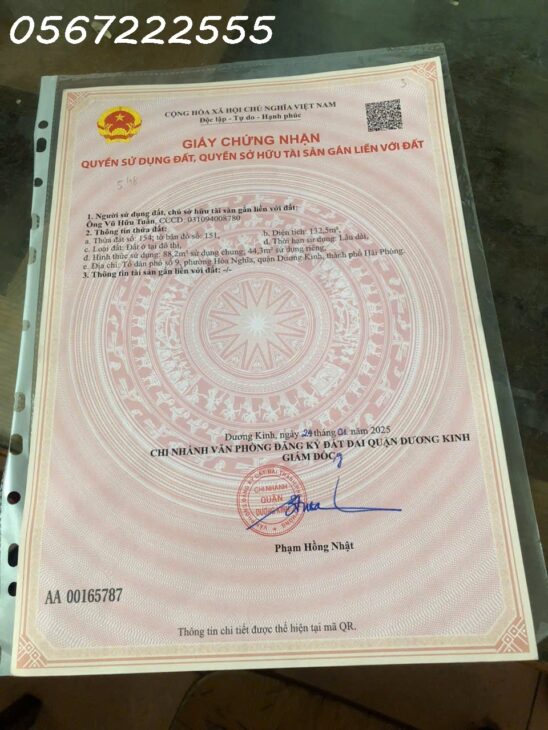 0567222555
CỘNG HÒA XÃ HỘI CHỦ NGHĨA VIỆT NAM
Độc lập - Tự do - Hạnh phúc
GIẤY CHỨNG NHẬN
QUYỀN SỬ DỤNG ĐẤT, QUYỀN SỞ HỮU TÀI SẢN GẮN LIỀN VỚI ĐẤT
1. Người sử dụng đất, chủ sở hữu tài sản gắn liền với đất:
Ông Vũ Hữu Tuấn, CCCD: 031094008780
2. Thông tin thửa đất:
a. Thửa đất số: 154; tờ bản đồ số: 151, b. Diện tích: 132,5m²,
c. Loại đất: Đất ở tại đô thị, d. Thời hạn sử dụng: Lâu dài,
đ. Hình thức sử dụng: 88,2m² sử dụng chung; 44,3m² sử dụng riêng,
e. Địa chỉ: Tổ dân phố số 9, phường Hòa Nghĩa, quận Dương Kinh, thành phố Hải Phòng.
3. Thông tin tài sản gắn liền với đất: -/-
Dương Kinh, ngày 24 tháng 01 năm 2025
CHI NHÁNH VĂN PHÒNG ĐĂNG KÝ ĐẤT ĐAI QUẬN DƯƠNG KINH
GIÁM ĐỐC
CHI NHÁNH
QUẬN
DƯƠNG KINH
Phạm Hồng Nhật
AA 00165787
Thông tin chi tiết được thể hiện tại mã QR.